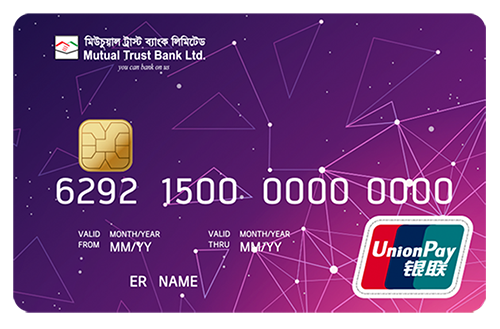 মিউচুয়াল ট্রাস্ট ব্যাংক লিমিটেড
Mutual Trust Bank Ltd.
you can bank on us
6292 1500 0000 0000
VALID FROM MONTH/YEAR MM/YY VALID THRU MONTH/YEAR MM/YY
ER NAME
UnionPay
银联